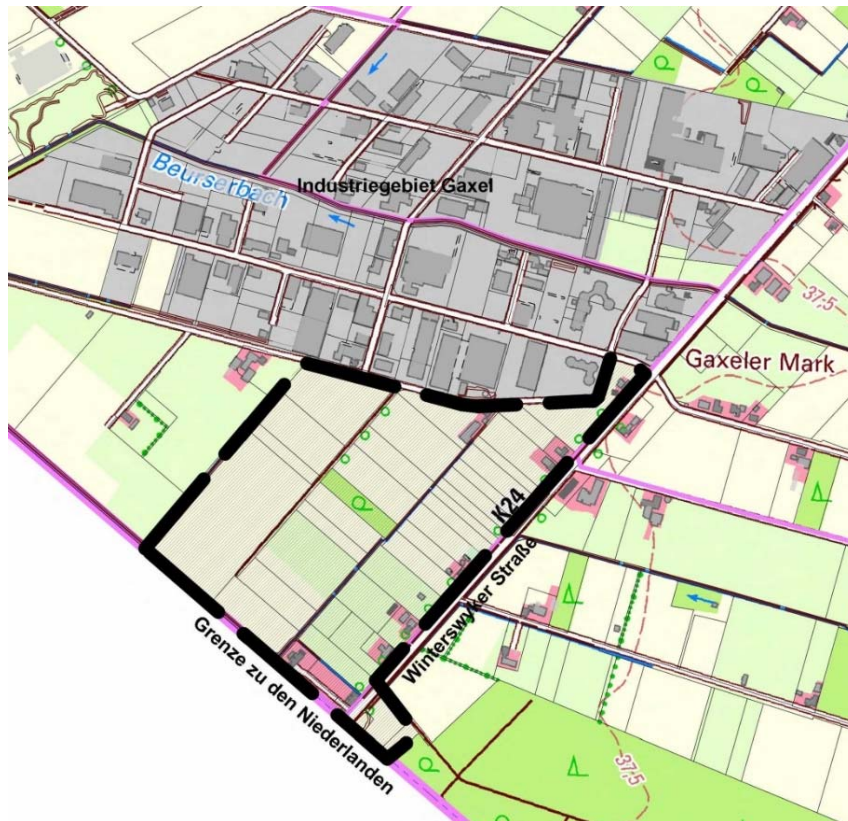 Industriegebiet Gaxel
Beurserbach
37,5
Gaxeler Mark
K24
Winterswyker Straße
Grenze zu den Niederlanden
37,5